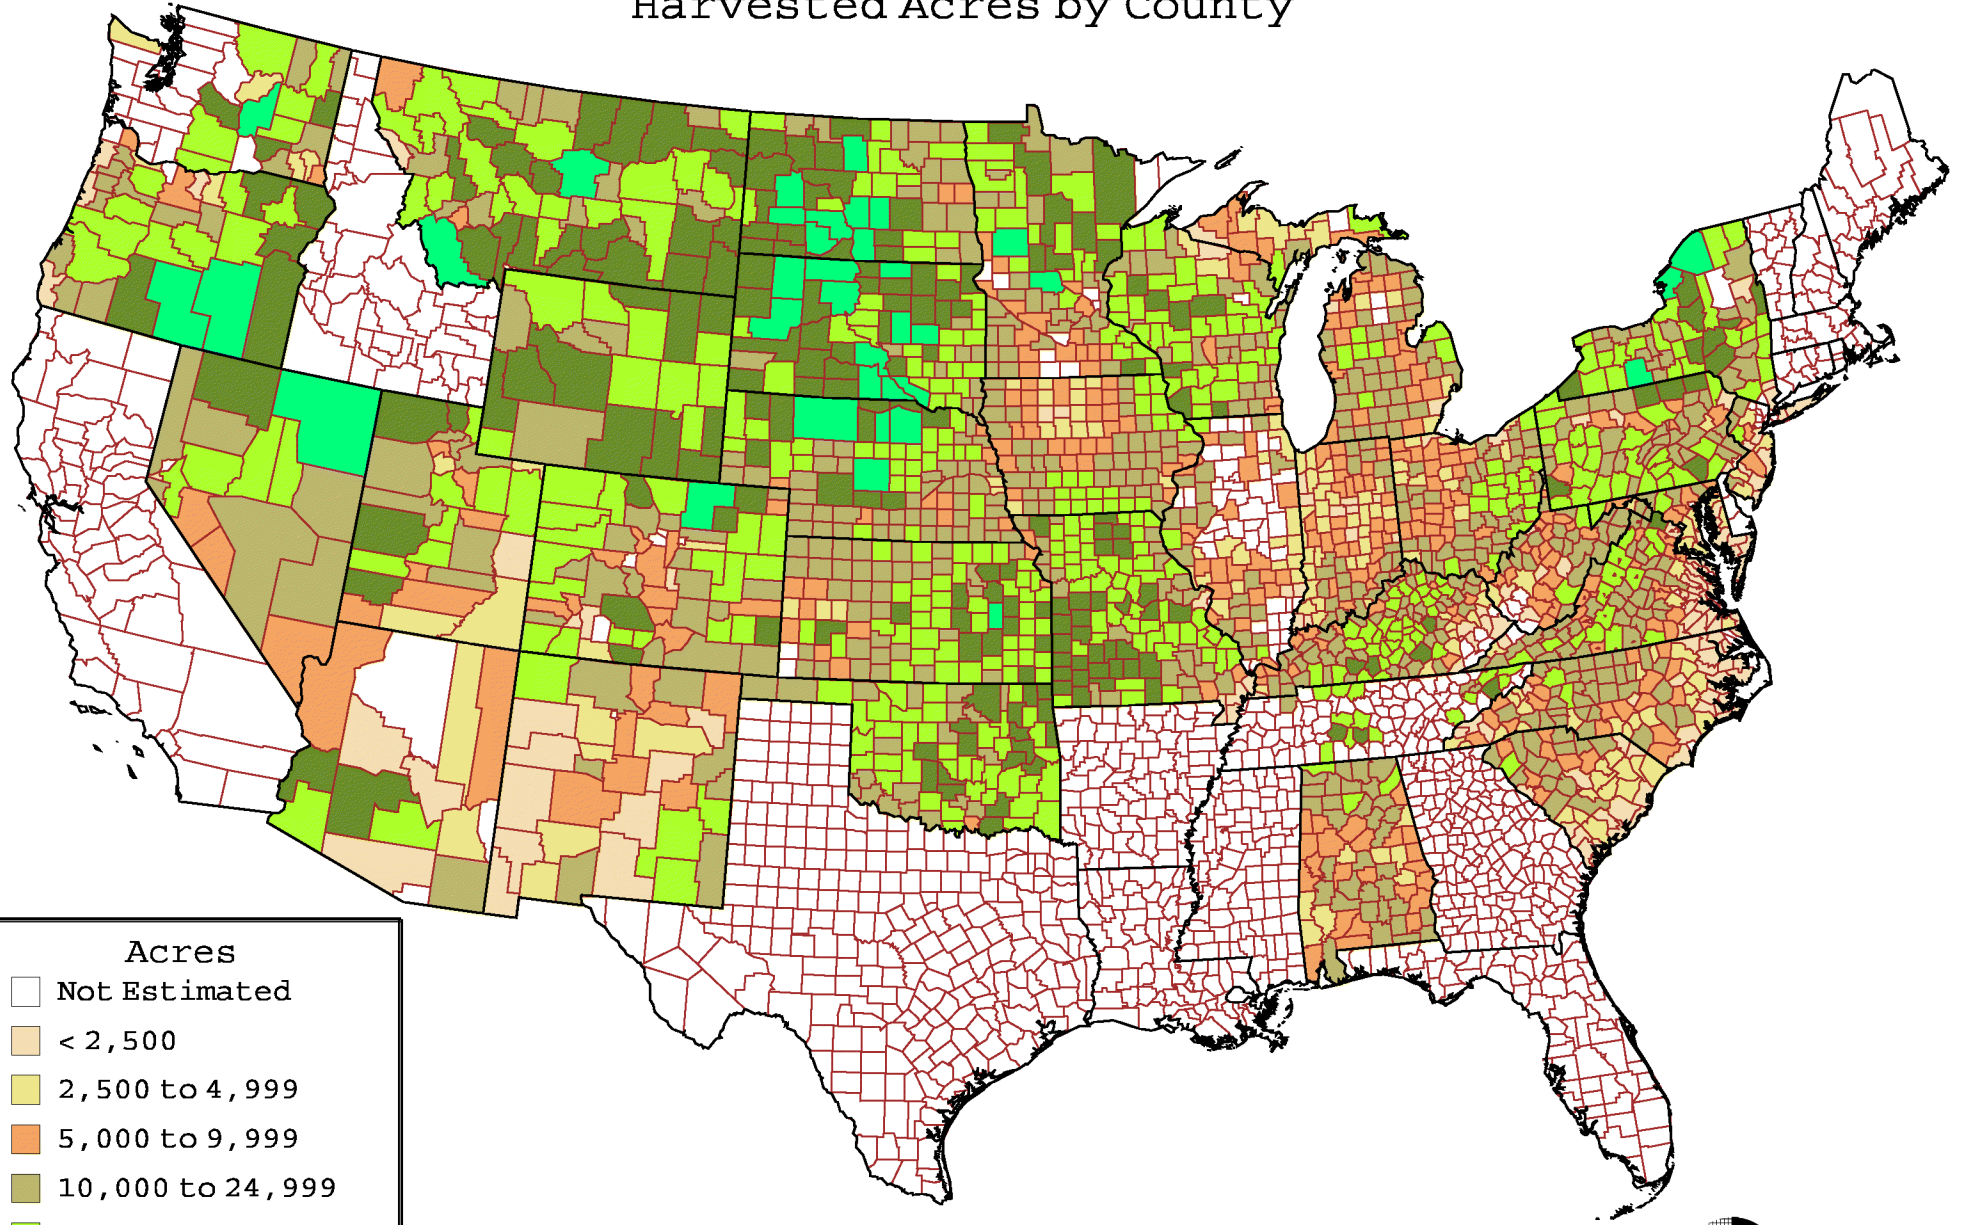 Harvested Acres by County
Acres
Not Estimated
< 2,500
2,500 to 4,999
5,000 to 9,999
10,000 to 24,999